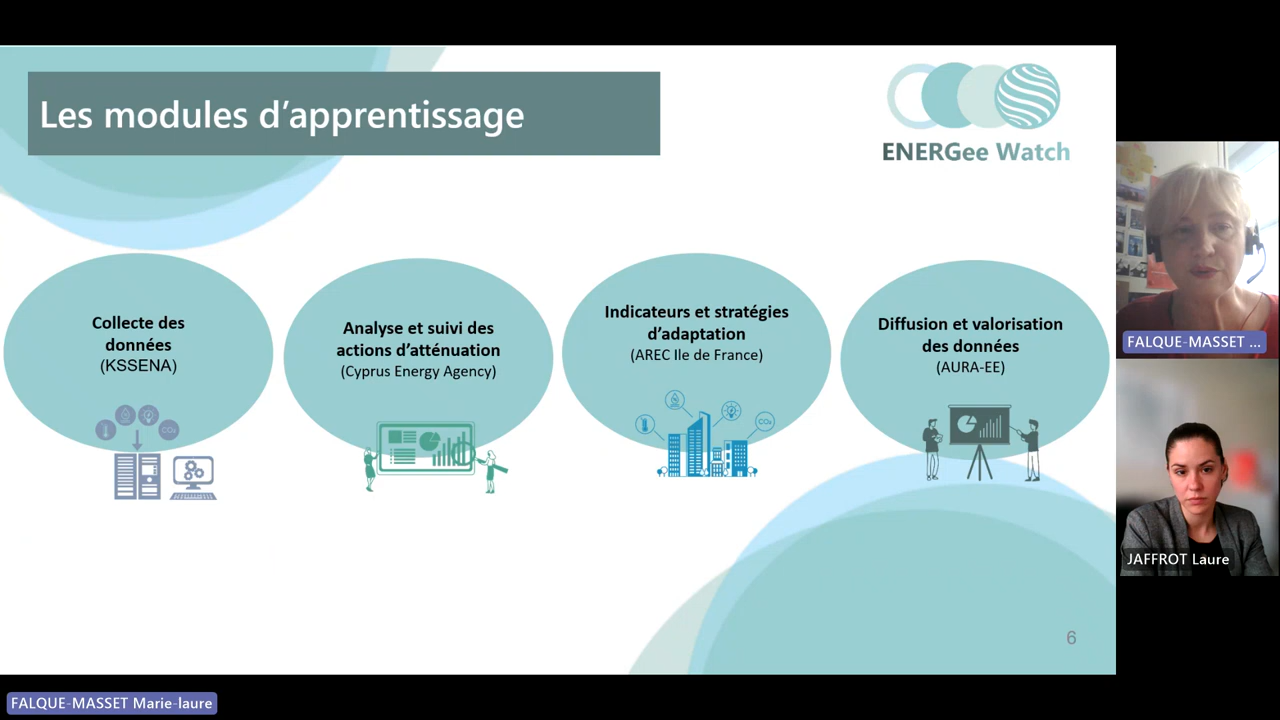 Les modules d’apprentissage
ENERGee Watch
Collecte des
données
(KSSENA)
Analyse et suivi des
actions d’atténuation
(Cyprus Energy Agency)
Indicateurs et stratégies
d’adaptation
(AREC Ile de France)
Diffusion et valorisation
des données
(AURA-EE)
CO₂
CO₂
6
FALQUE-MASSET ...
JAFFROT Laure
FALQUE-MASSET Marie-laure